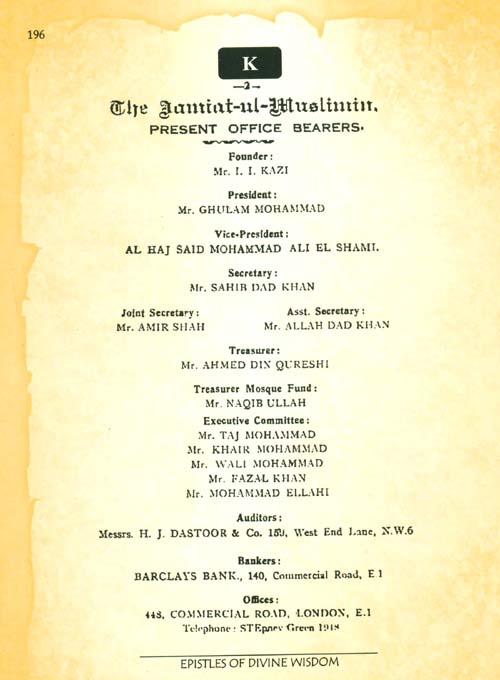 196
K
—2—
The Jamiat-ul-Muslimin.
PRESENT OFFICE BEARERS.
Founder:
Mr. I. I. KAZI
President:
Mr. GHULAM MOHAMMAD
Vice-President:
AL HAJ SAID MOHAMMAD ALI EL SHAMI.
Secretary:
Mr. SAHIB DAD KHAN
Joint Secretary: Asst. Secretary:
Mr. AMIR SHAH Mr. ALLAH DAD KHAN
Treasurer:
Mr. AHMED DIN QURESHI
Treasurer Mosque Fund:
Mr. NAQIB ULLAH
Executive Committee:
Mr. TAJ MOHAMMAD
Mr. KHAIR MOHAMMAD
Mr. WALI MOHAMMAD
Mr. FAZAL KHAN
Mr. MOHAMMAD ELLAHI
Auditors:
Messrs. H. J. DASTOOR & Co. 159, West End Lane, N.W.6
Bankers:
BARCLAYS BANK., 140, Commercial Road, E 1
Offices:
448, COMMERCIAL ROAD, LONDON, E.1
Telephone: STEpney Green 1948
EPISTLES OF DIVINE WISDOM